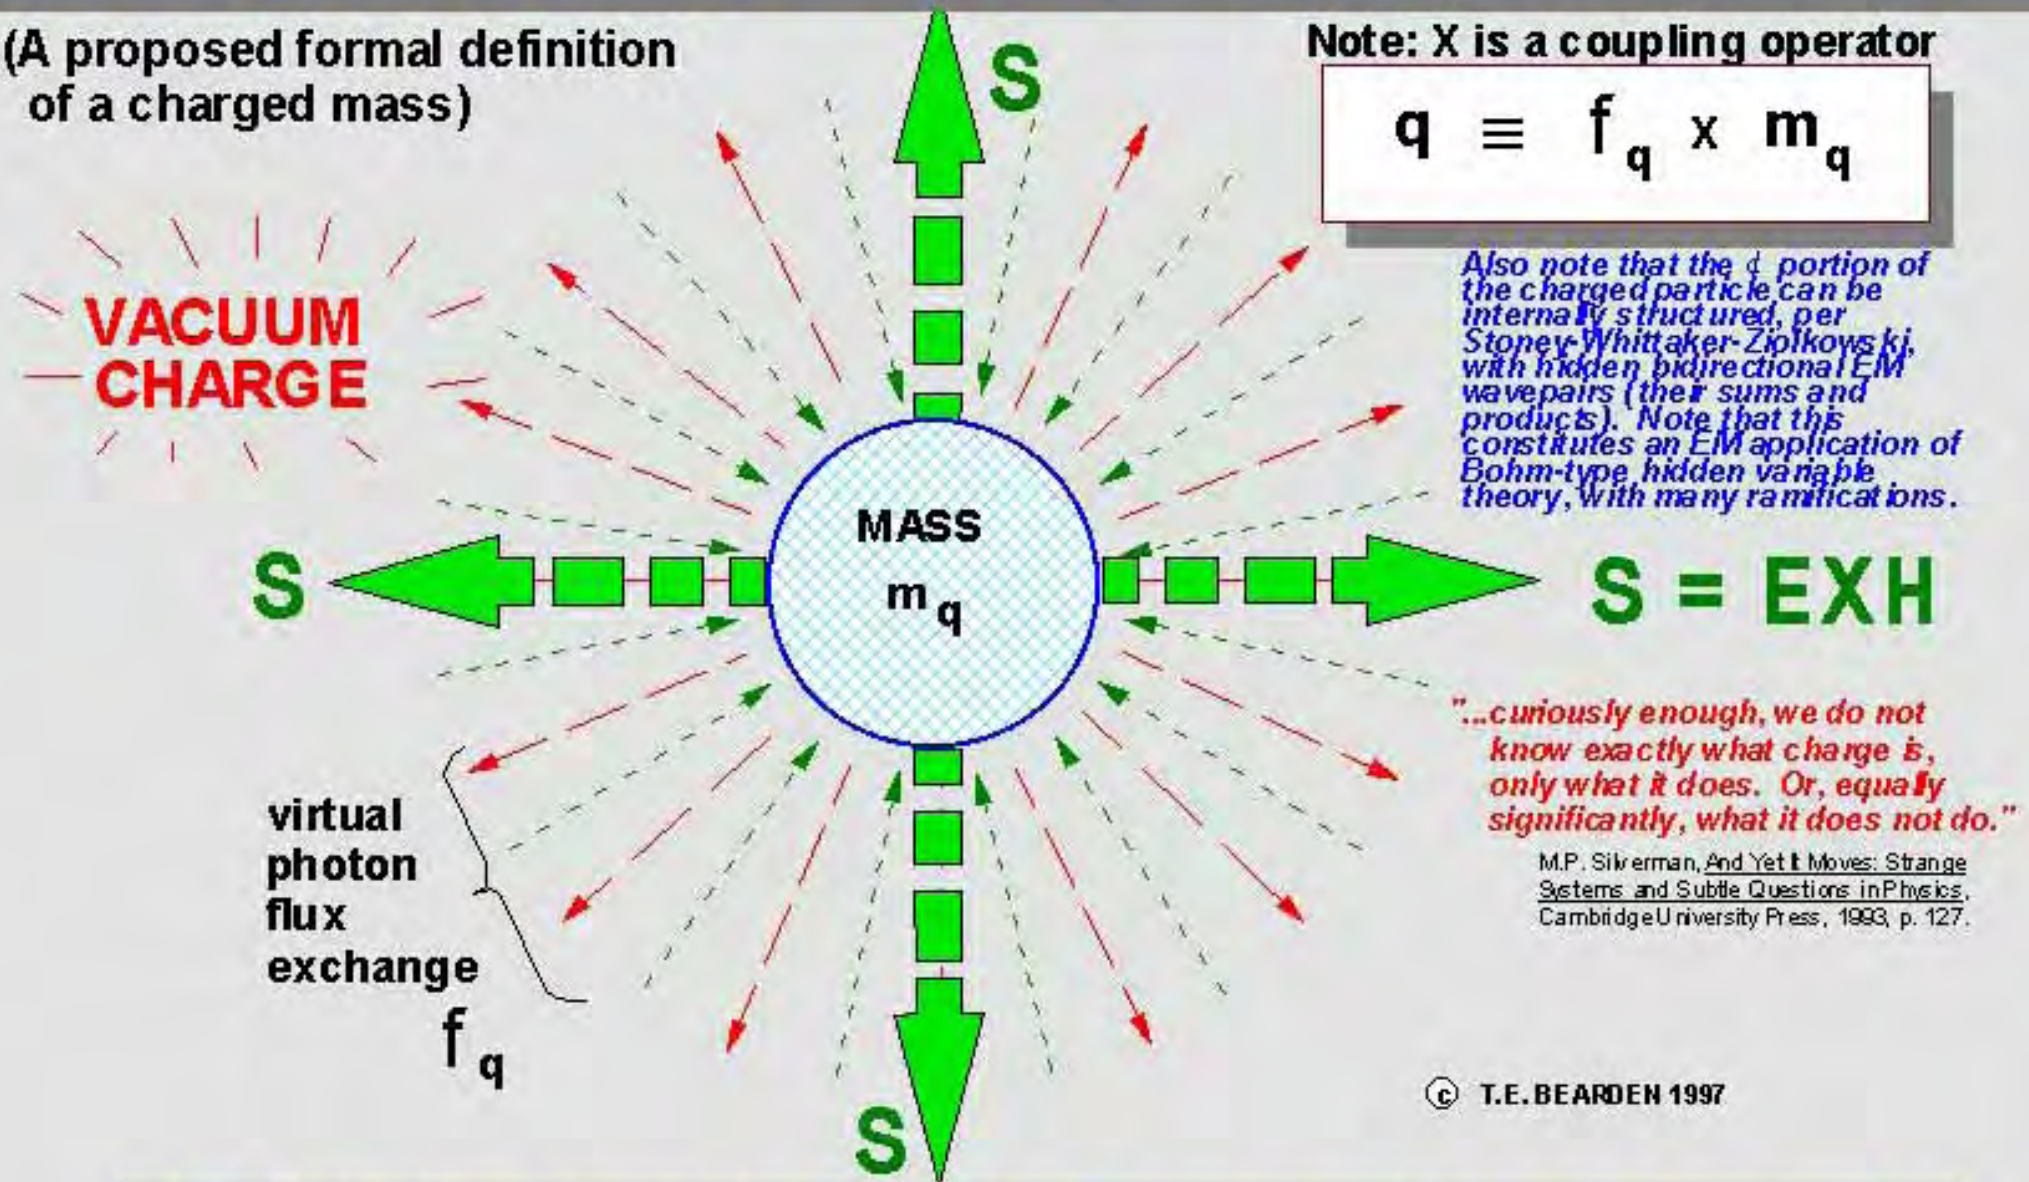 (A proposed formal definition
of a charged mass)
S
Note: X is a coupling operator
q ≡ f q x m q
VACUUM
CHARGE
Also note that the ¢ portion of
the charged particle can be
internally structured, per
Stoney-Whittaker-Ziolkowski,
with hidden bidirectional EM
wavepairs (their sums and
products). Note that this
constitutes an EM application of
Bohm-type hidden variable
theory, with many ramifications.
MASS
m q
S
S = EXH
"...curiously enough, we do not
know exactly what charge is,
only what it does. Or, equally
significantly, what it does not do."
M.P. Silverman, And Yet It Moves: Strange
Systems and Subtle Questions in Physics,
Cambridge University Press, 1993, p. 127.
virtual
photon
flux
exchange
f q
S
© T.E. BEARDEN 1997